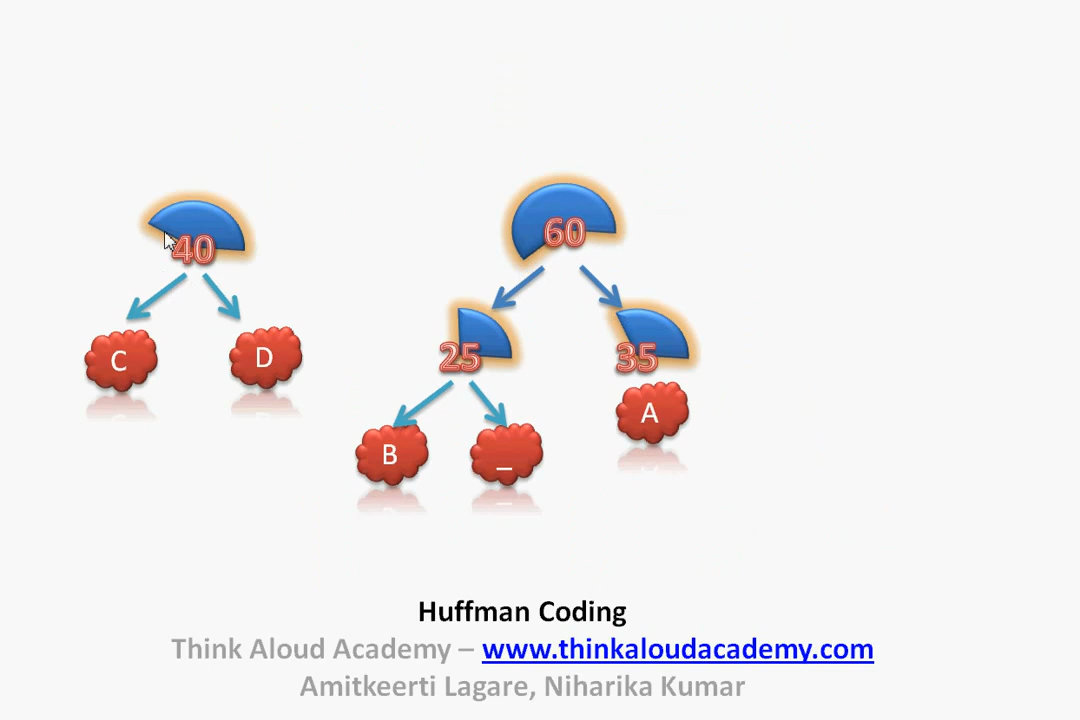 40
60
C
D
25
35
B
_
A
Huffman Coding
Think Aloud Academy – www.thinkaloudacademy.com
Amitkeerti Lagare, Niharika Kumar